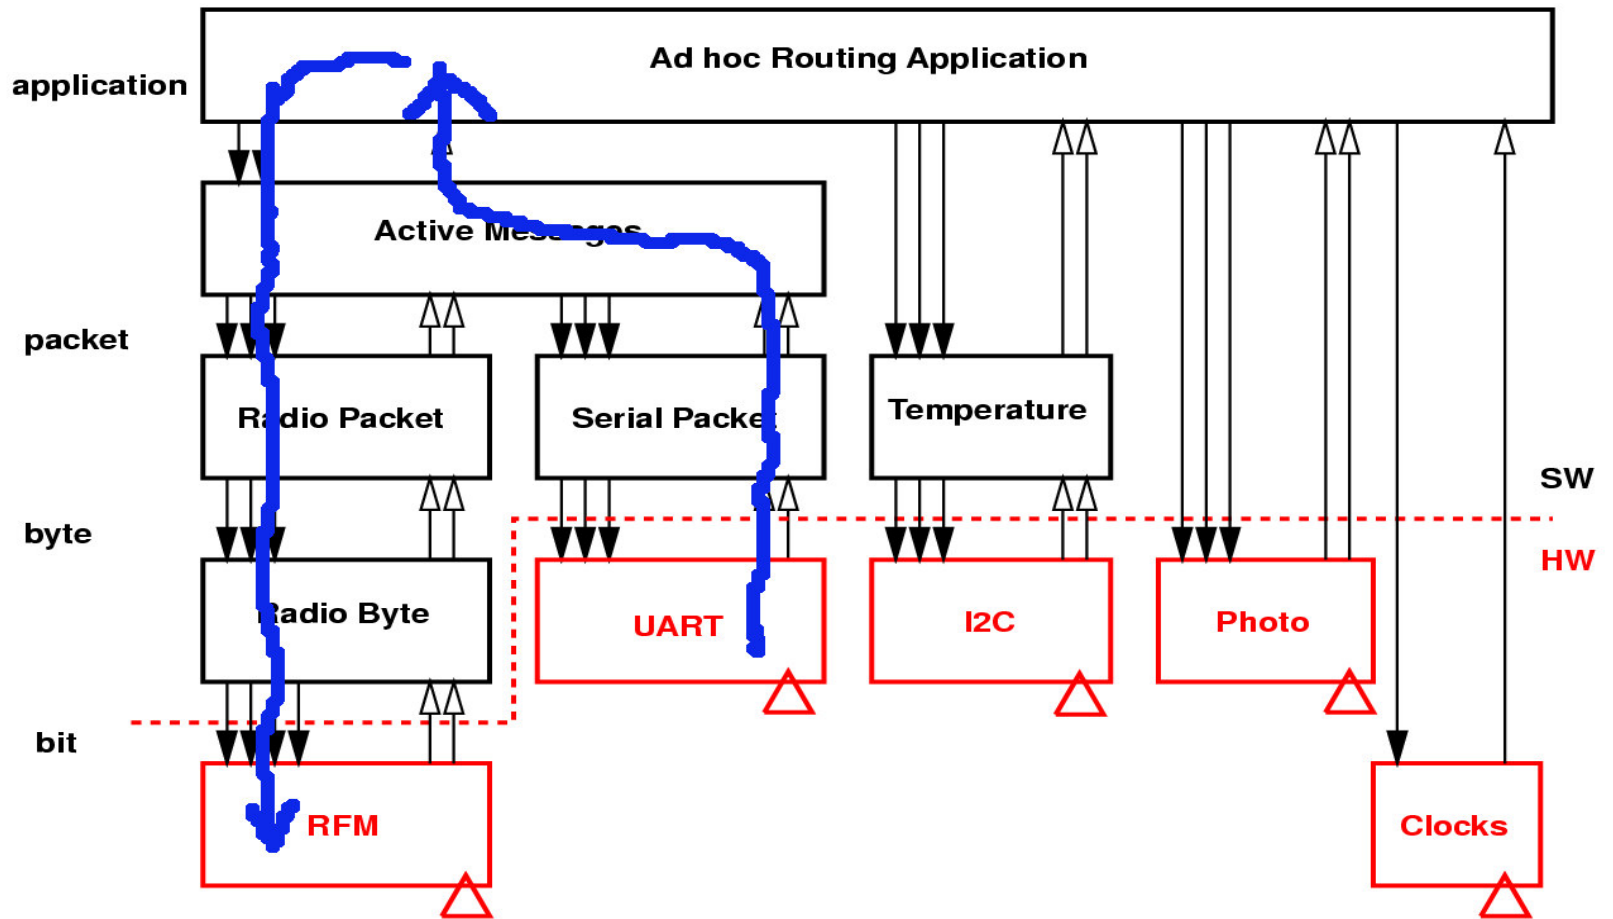 Ad hoc Routing Application
application
Active Messages
packet
Radio Packet
Serial Packet
Temperature
SW
byte
HW
Radio Byte
UART
I2C
Photo
bit
RFM
Clocks